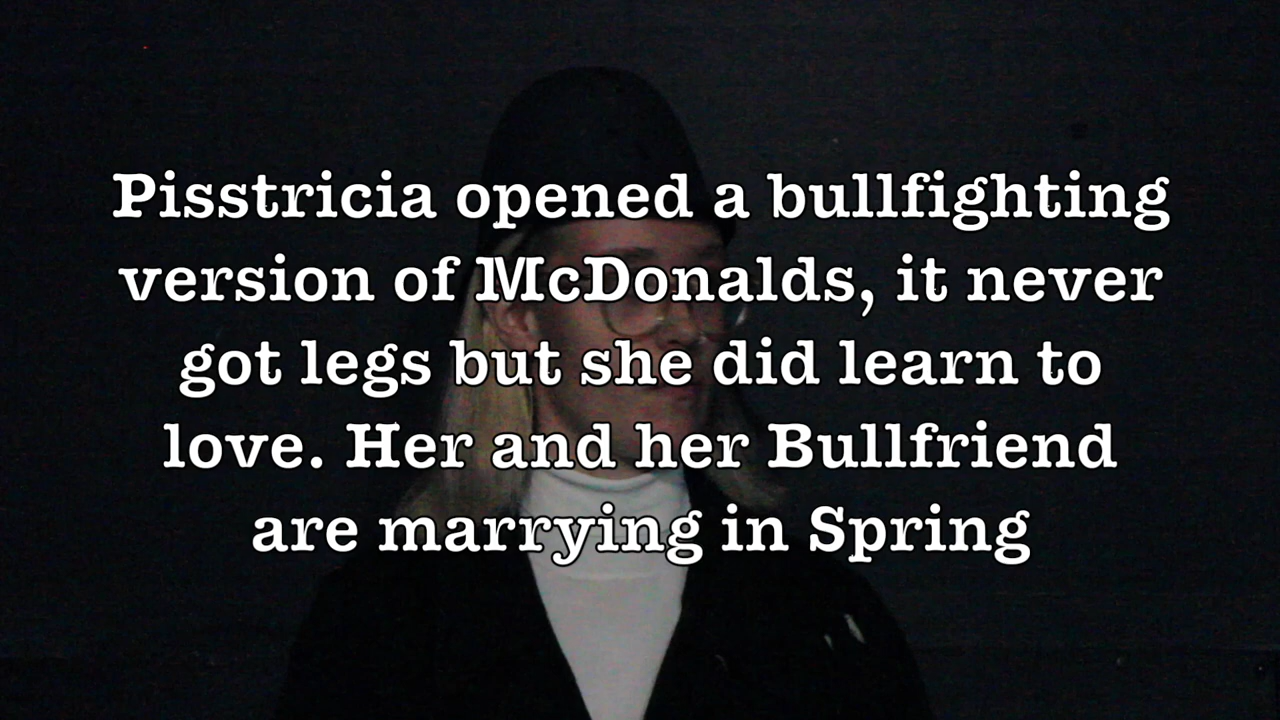 Pisstricia opened a bullfighting
version of McDonalds, it never
got legs but she did learn to
love. Her and her Bullfriend
are marrying in Spring